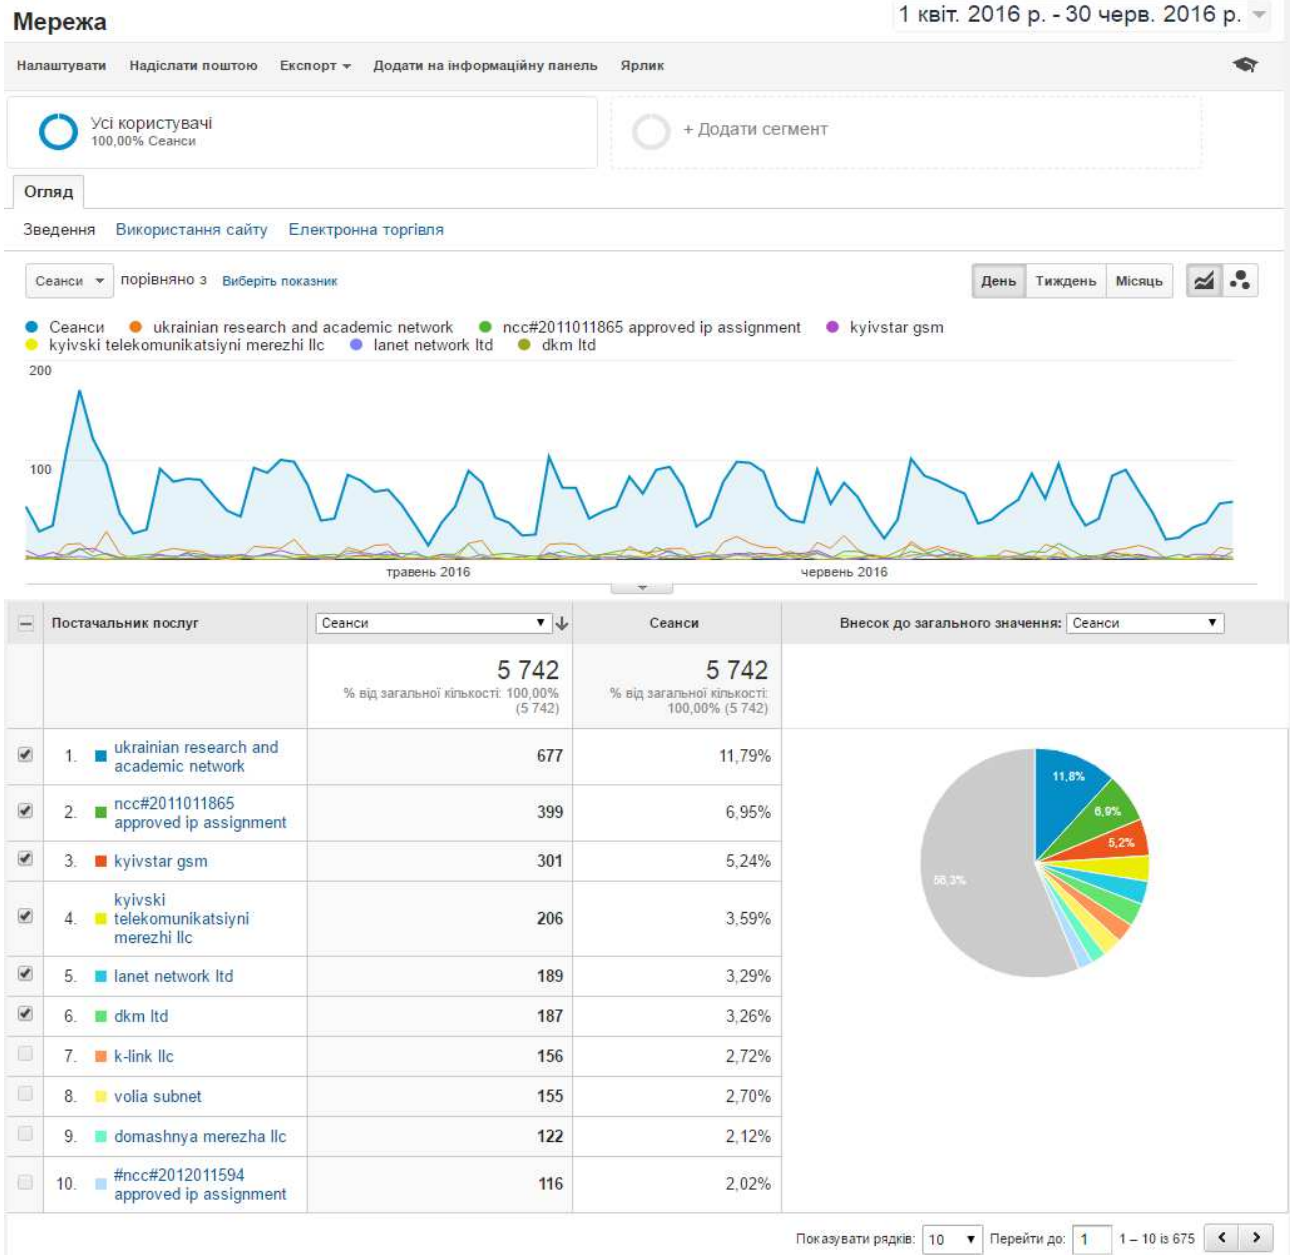 Мережа
1 квіт. 2016 р. - 30 черв. 2016 р.
Налаштувати Надіслати поштою Експорт Додати на інформаційну панель Ярлик
Усі користувачі
100,00% Сеанси
+ Додати сегмент
Огляд
Зведення Використання сайту Електронна торгівля
Сеанси порівняно з Виберіть показник День Тиждень Місяць
Сеанси ukrainian research and academic network ncc#2011011865 approved ip assignment kyivstar gsm
kyivski telekomunikatsiyni merezhi llc lanet network ltd dkm ltd
200
100
травень 2016 червень 2016
Постачальник послуг Сеанси Сеанси Внесок до загального значення: Сеанси
5 742 5 742
% від загальної кількості: 100,00% % від загальної кількості:
(5 742) 100,00% (5 742)
1. ukrainian research and academic network 677 11,79%
2. ncc#2011011865 approved ip assignment 399 6,95%
3. kyivstar gsm 301 5,24%
4. kyivski telekomunikatsiyni merezhi llc 206 3,59%
5. lanet network ltd 189 3,29%
6. dkm ltd 187 3,26%
7. k-link llc 156 2,72%
8. volia subnet 155 2,70%
9. domashnya merezha llc 122 2,12%
10. #ncc#2012011594 approved ip assignment 116 2,02%
11,8%
6,9%
5,2%
56,3%
Показувати рядків: 10 Перейти до: 1 1 – 10 із 675